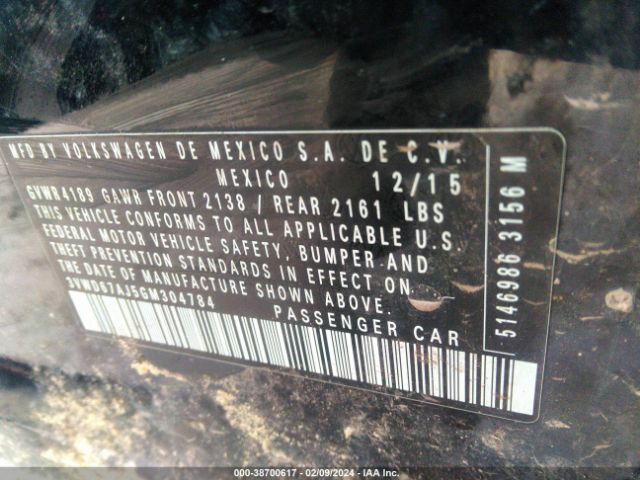 MFD BY VOLKSWAGEN DE MEXICO S.A. DE C.V.
MEXICO 12/15
GVWR 4189 GAWR FRONT 2138 / REAR 2161 LBS
THIS VEHICLE CONFORMS TO ALL APPLICABLE U.S.
FEDERAL MOTOR VEHICLE SAFETY, BUMPER AND
THEFT PREVENTION STANDARDS IN EFFECT ON
THE DATE OF MANUFACTURE SHOWN ABOVE.
3VWD67AJ5GM304784 PASSENGER CAR
5146986 3156 M
000-38700617 - 02/09/2024 - IAA Inc.